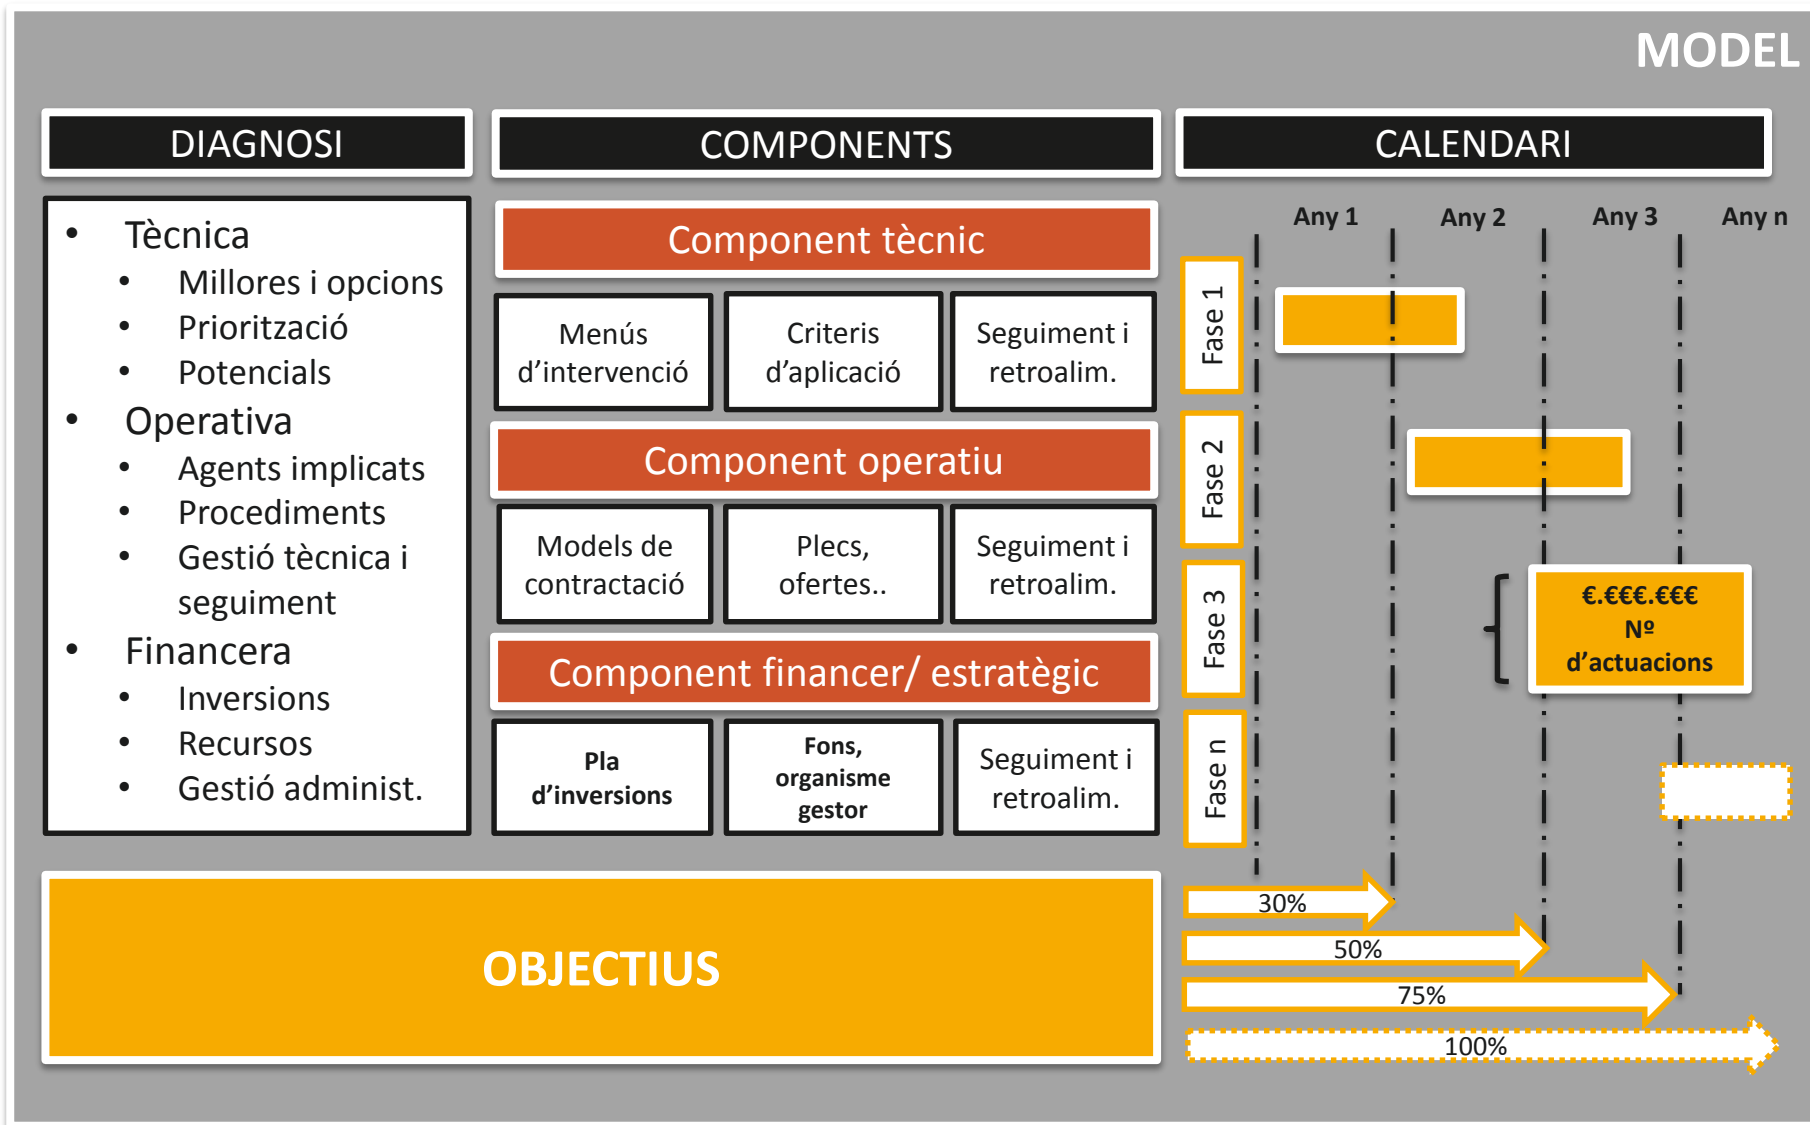 MODEL
DIAGNOSI
• Tècnica
• Millores i opcions
• Priorització
• Potencials
• Operativa
• Agents implicats
• Procediments
• Gestió tècnica i
seguiment
• Financera
• Inversions
• Recursos
• Gestió administ.
COMPONENTS
Component tècnic
Menús
d'intervenció
Criteris
d'aplicació
Seguiment i
retroalim.
Component operatiu
Models de
contractació
Plecs,
ofertes..
Seguiment i
retroalim.
Component financer/ estratègic
Pla
d'inversions
Fons,
organisme
gestor
Seguiment i
retroalim.
CALENDARI
Any 1
Any 2
Any 3
Any n
Fase 1
Fase 2
Fase 3
€.€€€.€€€
Nº
d'actuacions
Fase n
OBJECTIUS
30%
50%
75%
100%